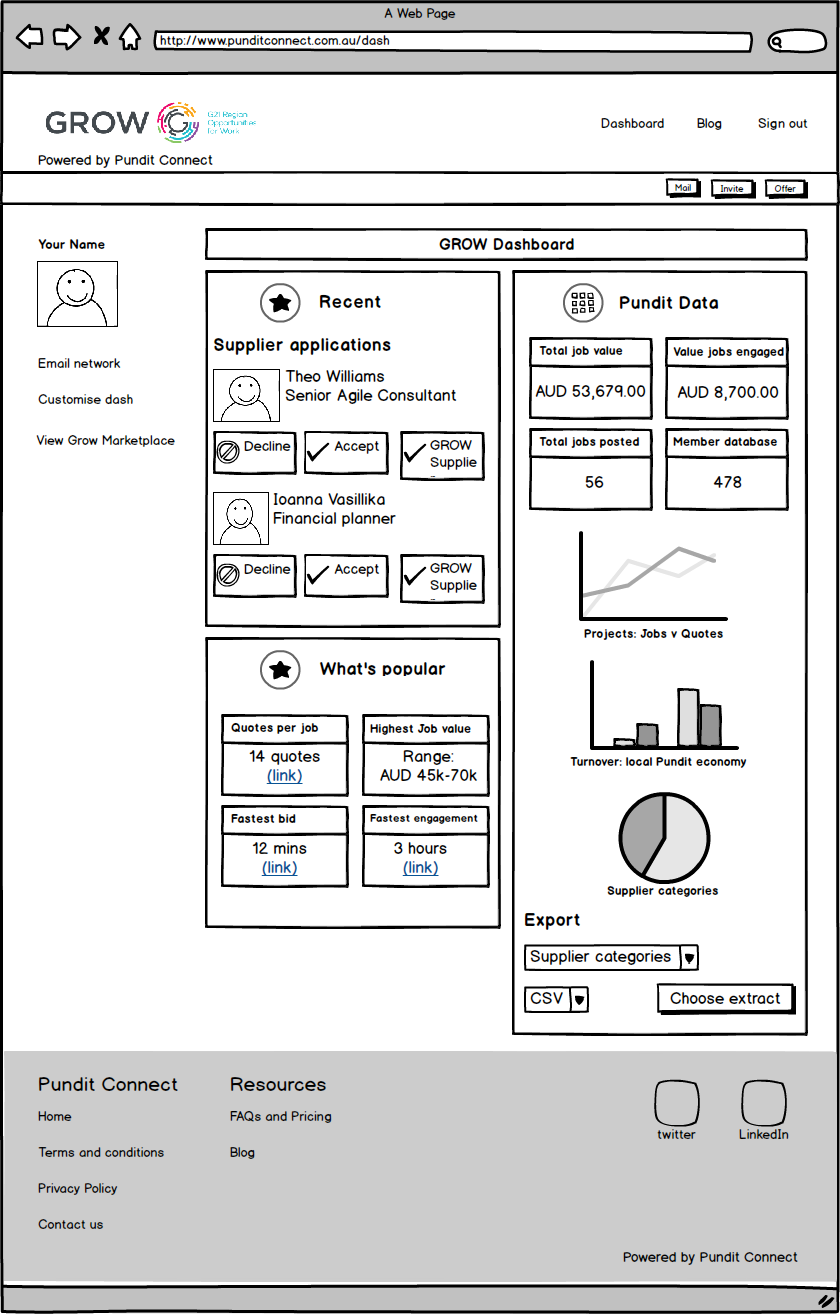 A Web Page
http://www.punditconnect.com.au/dash
GROW
G21 Region
Opportunities
for Work
Dashboard Blog Sign out
Powered by Pundit Connect
Mail Invite Offer
Your Name
Email network
Customise dash
View Grow Marketplace
GROW Dashboard
Recent
Supplier applications
Theo Williams
Senior Agile Consultant
Decline Accept GROW
Supplie
Ioanna Vasillika
Financial planner
Decline Accept GROW
Supplie
What's popular
Quotes per job
14 quotes
(link)
Highest Job value
Range:
AUD 45k-70k
Fastest bid
12 mins
(link)
Fastest engagement
3 hours
(link)
Pundit Data
Total job value
AUD 53,679.00
Value jobs engaged
AUD 8,700.00
Total jobs posted
56
Member database
478
Projects: Jobs v Quotes
Turnover: local Pundit economy
Supplier categories
Export
Supplier categories
CSV
Choose extract
Pundit Connect
Home
Terms and conditions
Privacy Policy
Contact us
Resources
FAQs and Pricing
Blog
twitter
LinkedIn
Powered by Pundit Connect